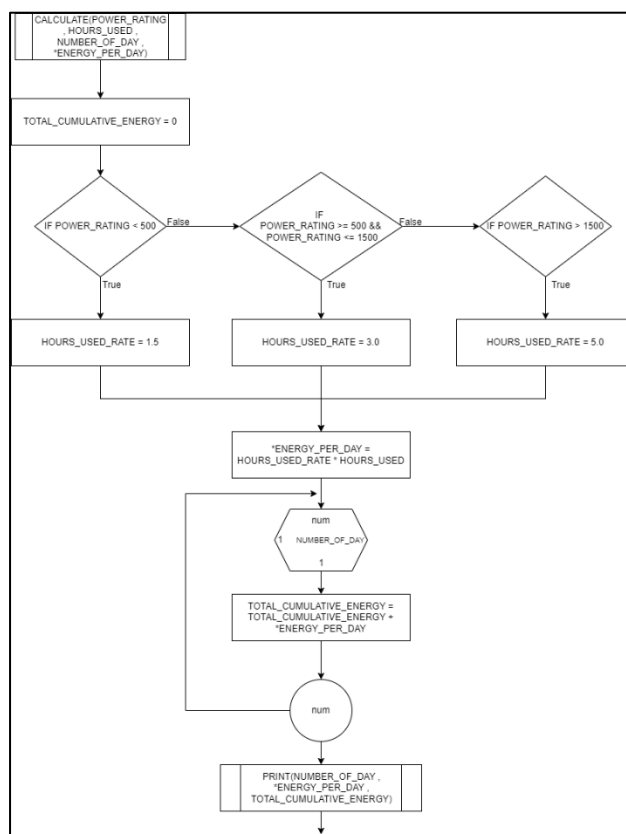 CALCULATE(POWER_RATING
, HOURS_USED ,
NUMBER_OF_DAY ,
*ENERGY_PER_DAY)
TOTAL_CUMULATIVE_ENERGY = 0
IF POWER_RATING < 500
False
IF
POWER_RATING >= 500 &&
POWER_RATING <= 1500
False
IF POWER_RATING > 1500
True
True
True
HOURS_USED_RATE = 1.5
HOURS_USED_RATE = 3.0
HOURS_USED_RATE = 5.0
*ENERGY_PER_DAY =
HOURS_USED_RATE * HOURS_USED
num
1 NUMBER_OF_DAY
1
TOTAL_CUMULATIVE_ENERGY =
TOTAL_CUMULATIVE_ENERGY +
*ENERGY_PER_DAY
num
PRINT(NUMBER_OF_DAY ,
*ENERGY_PER_DAY ,
TOTAL_CUMULATIVE_ENERGY)